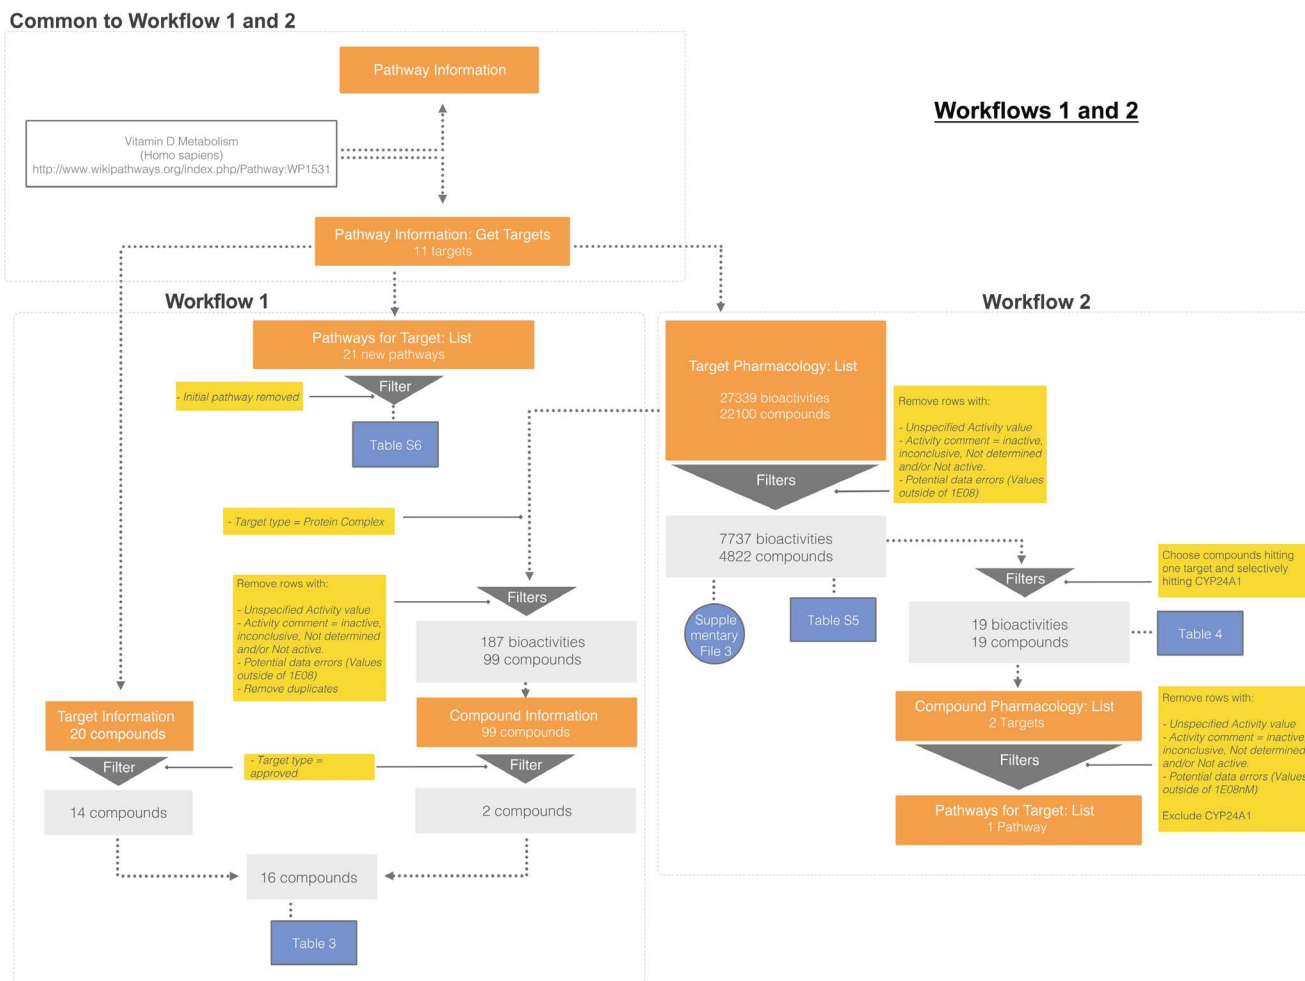 Common to Workflow 1 and 2
Pathway Information
Workflows 1 and 2
Vitamin D Metabolism
(Homo sapiens)
http://www.wikipathways.org/index.php/Pathway:WP1531
Pathway Information: Get Targets
11 targets
Workflow 1
Pathways for Target: List
21 new pathways
Filter
- Initial pathway removed
Table S6
- Target type = Protein Complex
Remove rows with:
- Unspecified Activity value
- Activity comment = inactive,
inconclusive, Not determined
and/or Not active.
- Potential data errors (Values
outside of 1E08)
- Remove duplicates
Filters
187 bioactivities
99 compounds
Target Information
20 compounds
Compound Information
99 compounds
Filter
- Target type =
approved
Filter
14 compounds
2 compounds
16 compounds
Table 3
Workflow 2
Target Pharmacology: List
27339 bioactivities
22100 compounds
Remove rows with:
- Unspecified Activity value
- Activity comment = inactive,
inconclusive, Not determined
and/or Not active.
- Potential data errors (Values
outside of 1E08)
Filters
7737 bioactivities
4822 compounds
Supple
mentary
File 3
Table S5
Choose compounds hitting
one target and selectively
hitting CYP24A1
Filters
19 bioactivities
19 compounds
Table 4
Compound Pharmacology: List
2 Targets
Remove rows with:
- Unspecified Activity value
- Activity comment = inactive,
inconclusive, Not determined
and/or Not active.
- Potential data errors (Values
outside of 1E08nM)
Exclude CYP24A1
Filters
Pathways for Target: List
1 Pathway